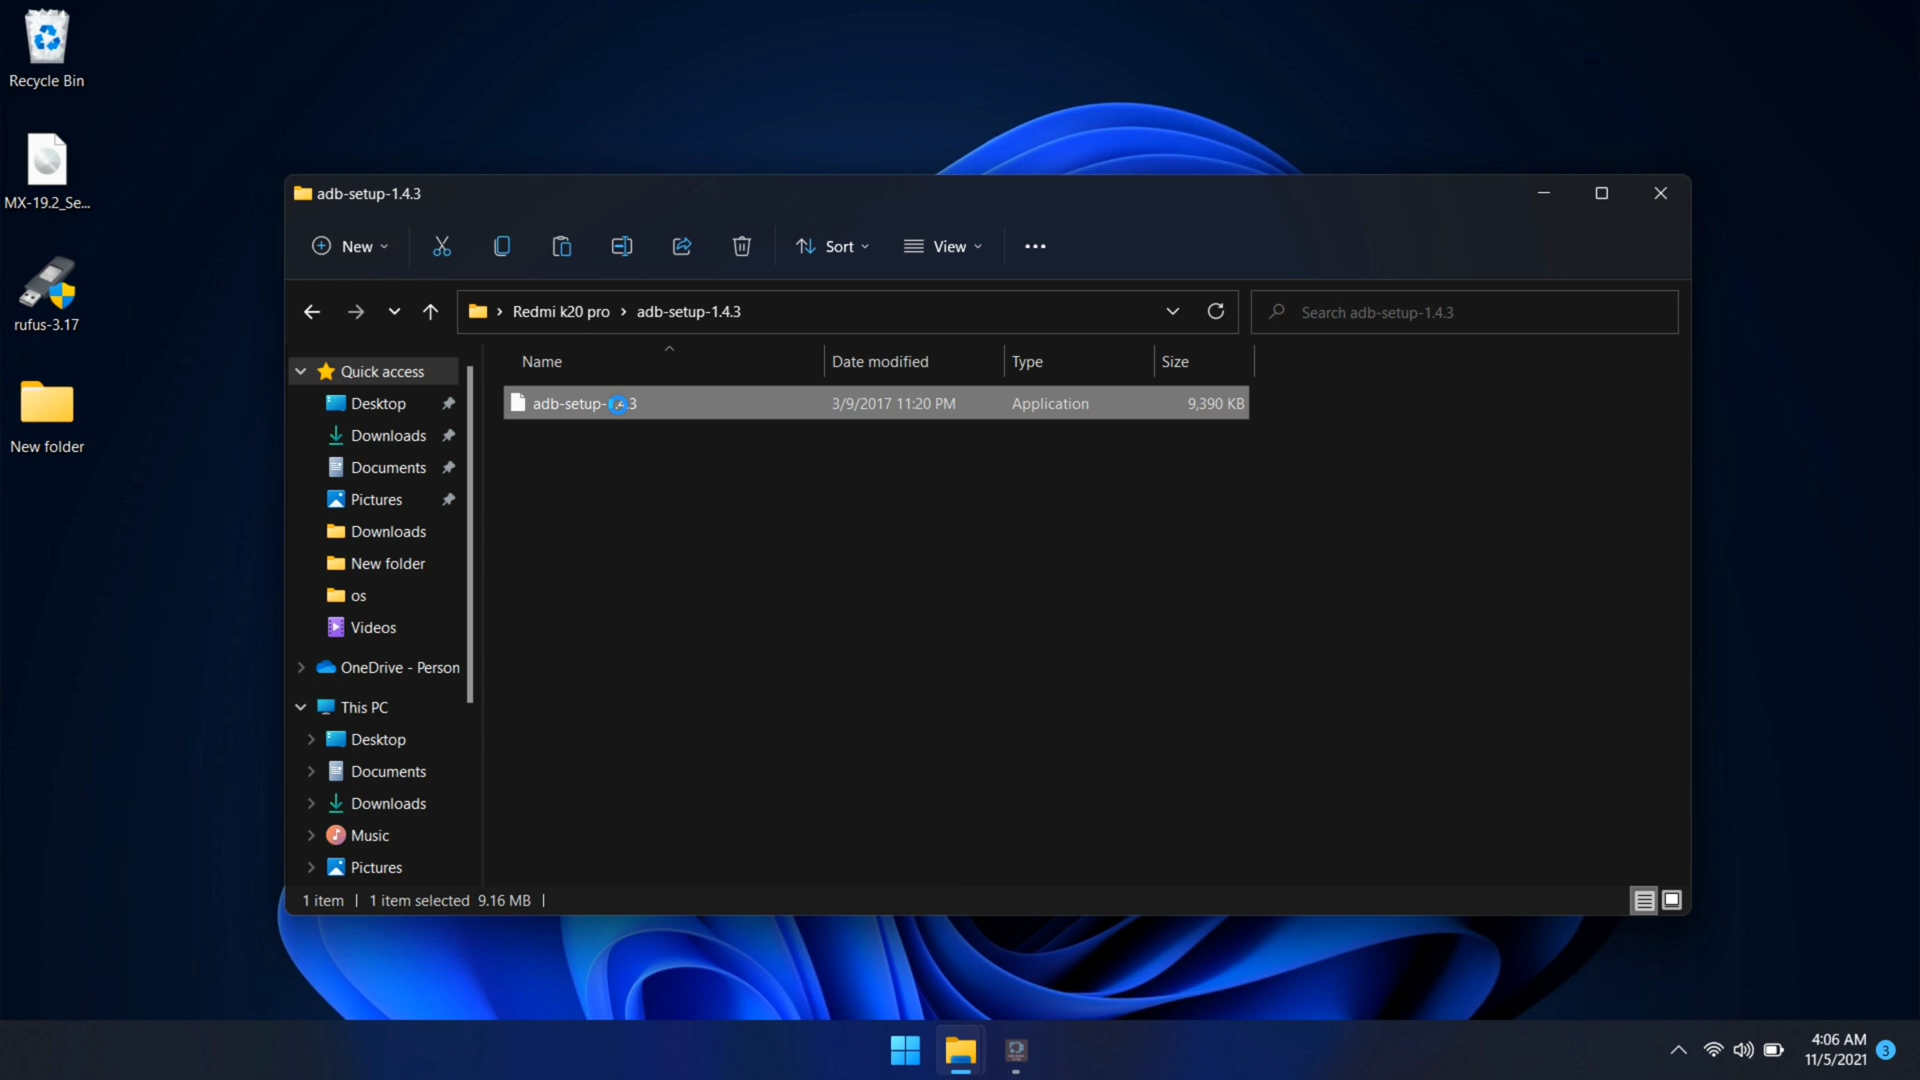 Recycle Bin
MX-19.2_Se...
rufus-3.17
New folder
adb-setup-1.4.3
New
Sort
View
Redmi k20 pro
adb-setup-1.4.3
Search adb-setup-1.4.3
Name
Date modified
Type
Size
adb-setup- 3
3/9/2017 11:20 PM
Application
9,390 KB
Quick access
Desktop
Downloads
Documents
Pictures
Downloads
New folder
os
Videos
OneDrive - Person
This PC
Desktop
Documents
Downloads
Music
Pictures
1 item | 1 item selected 9.16 MB |
4:06 AM
11/5/2021
3